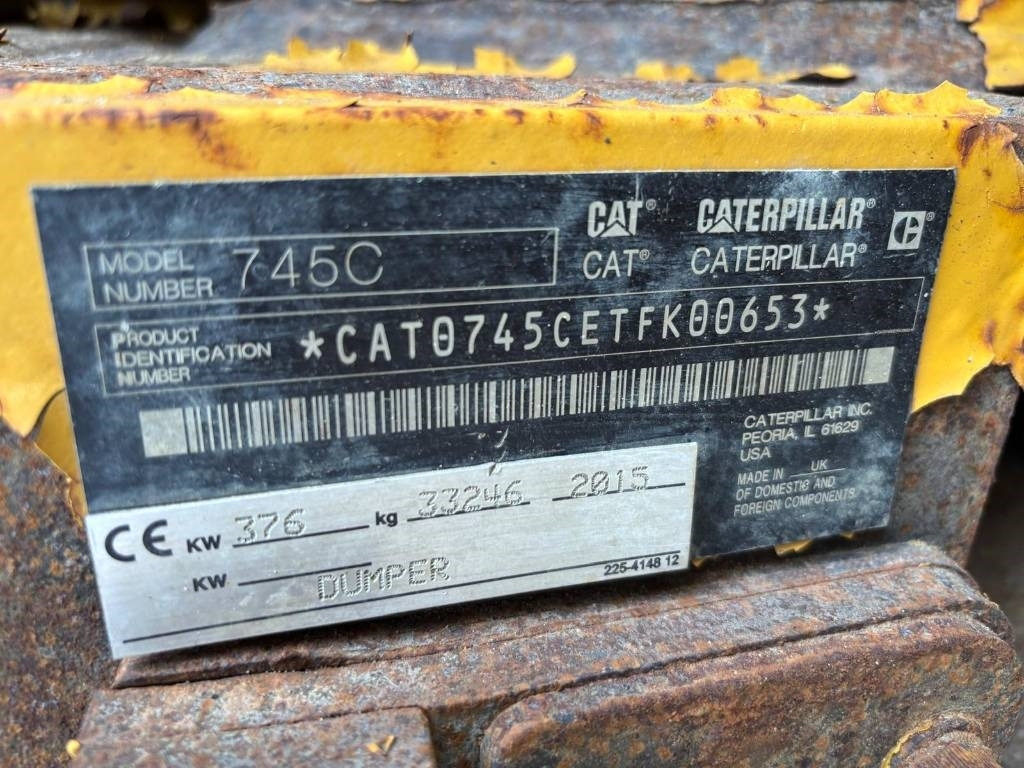 CAT® CATERPILLAR®
CAT® CATERPILLAR® C®
MODEL NUMBER 745C
PRODUCT IDENTIFICATION NUMBER *CAT0745CETFK00653*
CATERPILLAR INC.
PEORIA, IL 61629
USA
MADE IN UK
OF DOMESTIC AND
FOREIGN COMPONENTS
CE KW 376 kg 33246 2015
KW DUMPER 225-4148 12